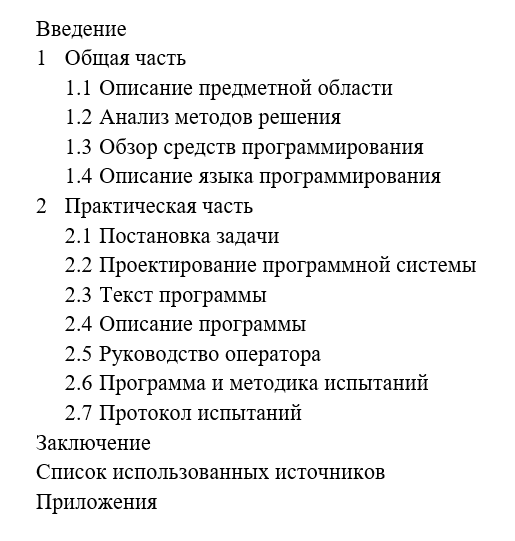 Введение
1 Общая часть
1.1 Описание предметной области
1.2 Анализ методов решения
1.3 Обзор средств программирования
1.4 Описание языка программирования
2 Практическая часть
2.1 Постановка задачи
2.2 Проектирование программной системы
2.3 Текст программы
2.4 Описание программы
2.5 Руководство оператора
2.6 Программа и методика испытаний
2.7 Протокол испытаний
Заключение
Список использованных источников
Приложения